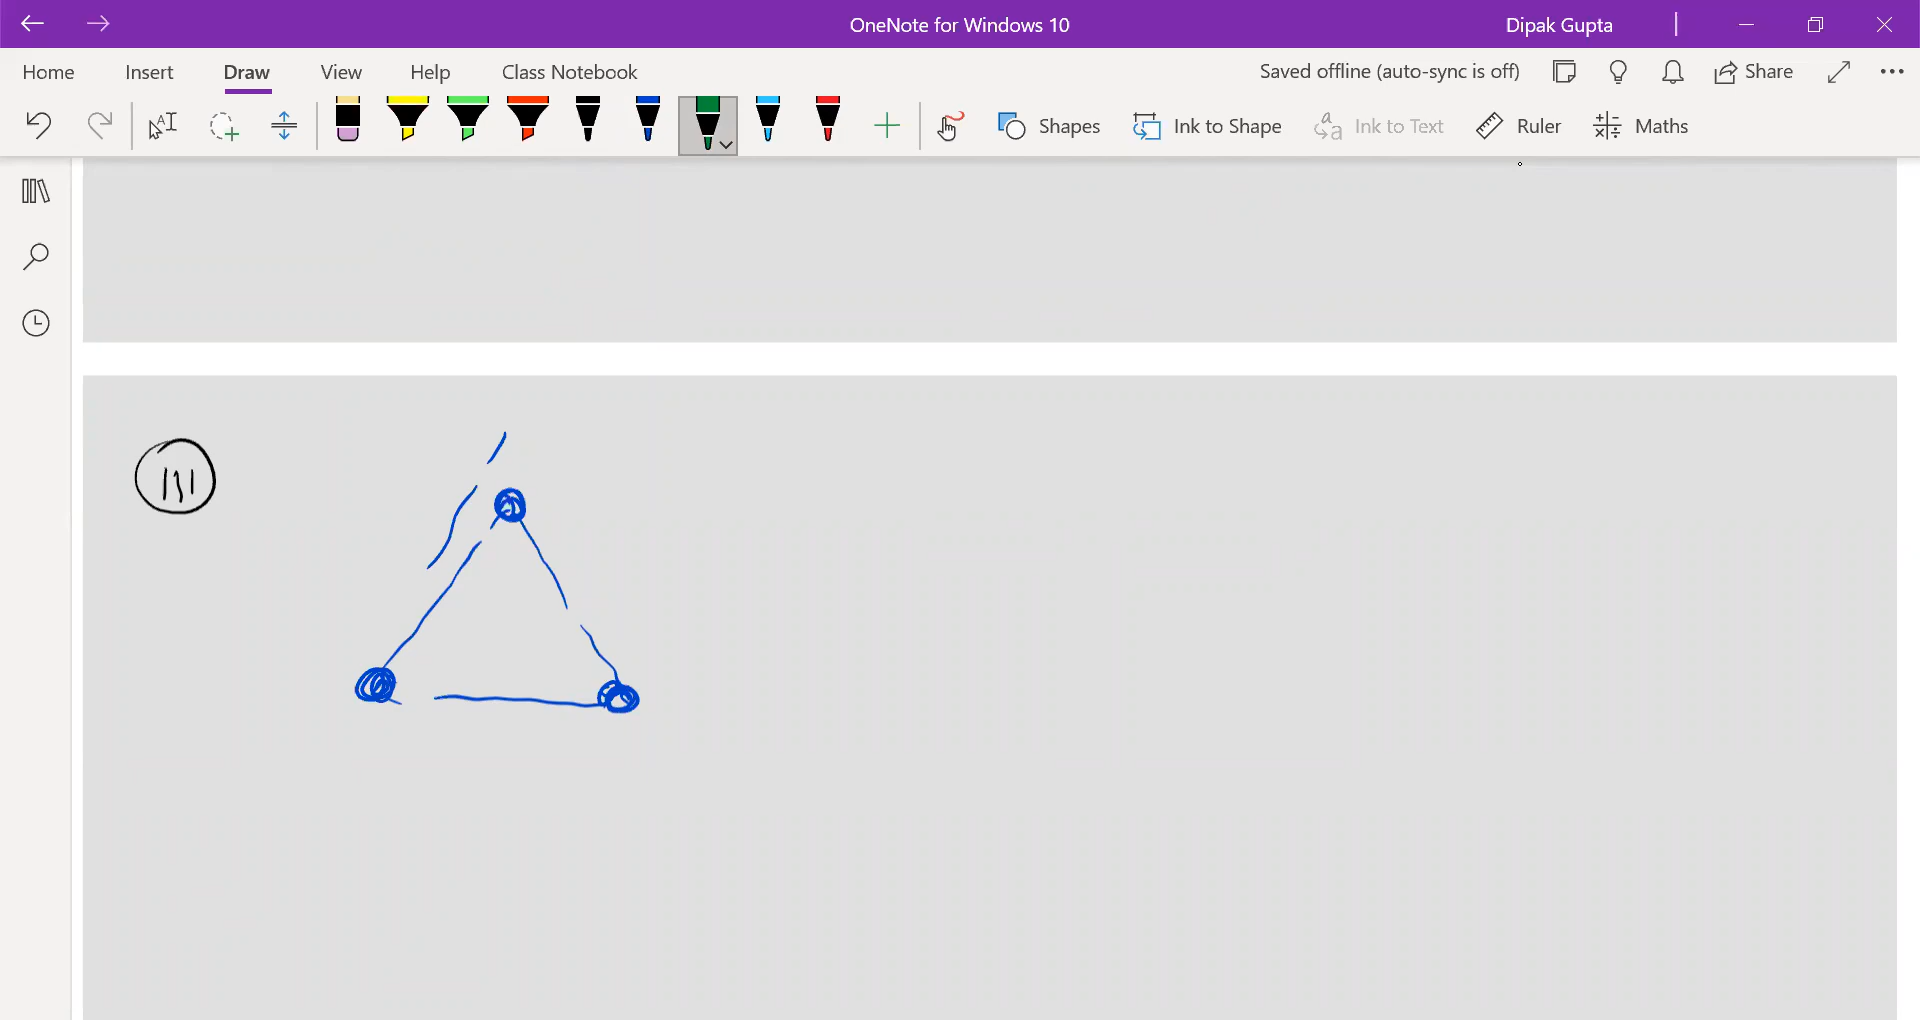 OneNote for Windows 10 Dipak Gupta
Home Insert Draw View Help Class Notebook Saved offline (auto-sync is off) Share
Shapes Ink to Shape Ink to Text Ruler Maths